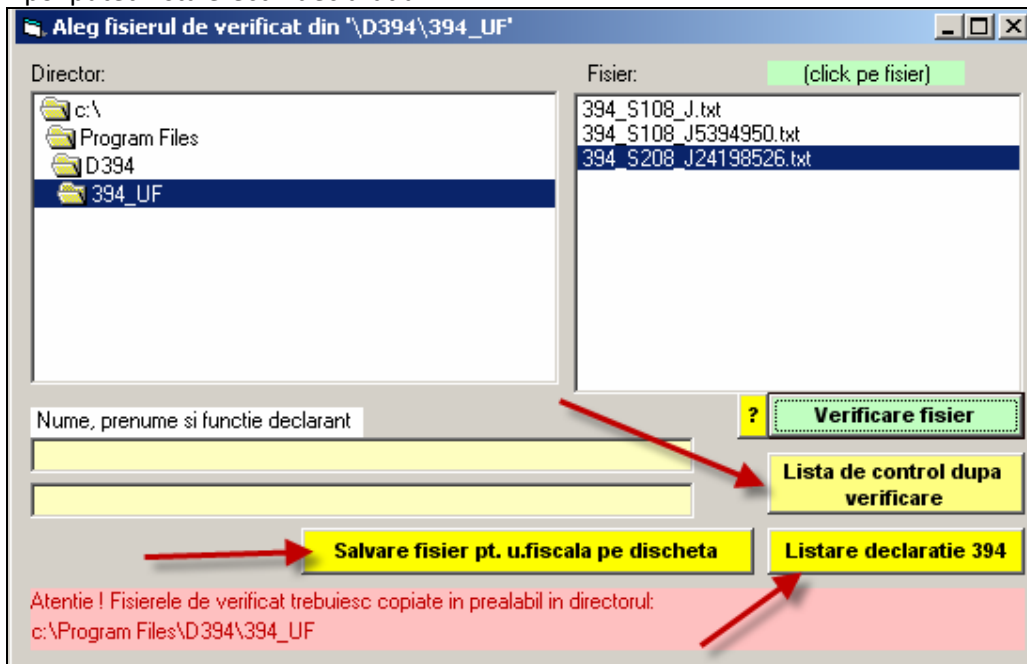 Aleg fisierul de verificat din '\D394\394_UF'
Director:
Fisier:
(click pe fisier)
c:\
Program Files
D394
394_UF
394_S108_J.txt
394_S108_J5394950.txt
394_S208_J24198526.txt
Nume, prenume si functie declarant
?
Verificare fisier
Lista de control dupa
verificare
Salvare fisier pt. u.fiscala pe discheta
Listare declaratie 394
Atentie ! Fisierele de verificat trebuiesc copiate in prealabil in directorul:
c:\Program Files\D394\394_UF